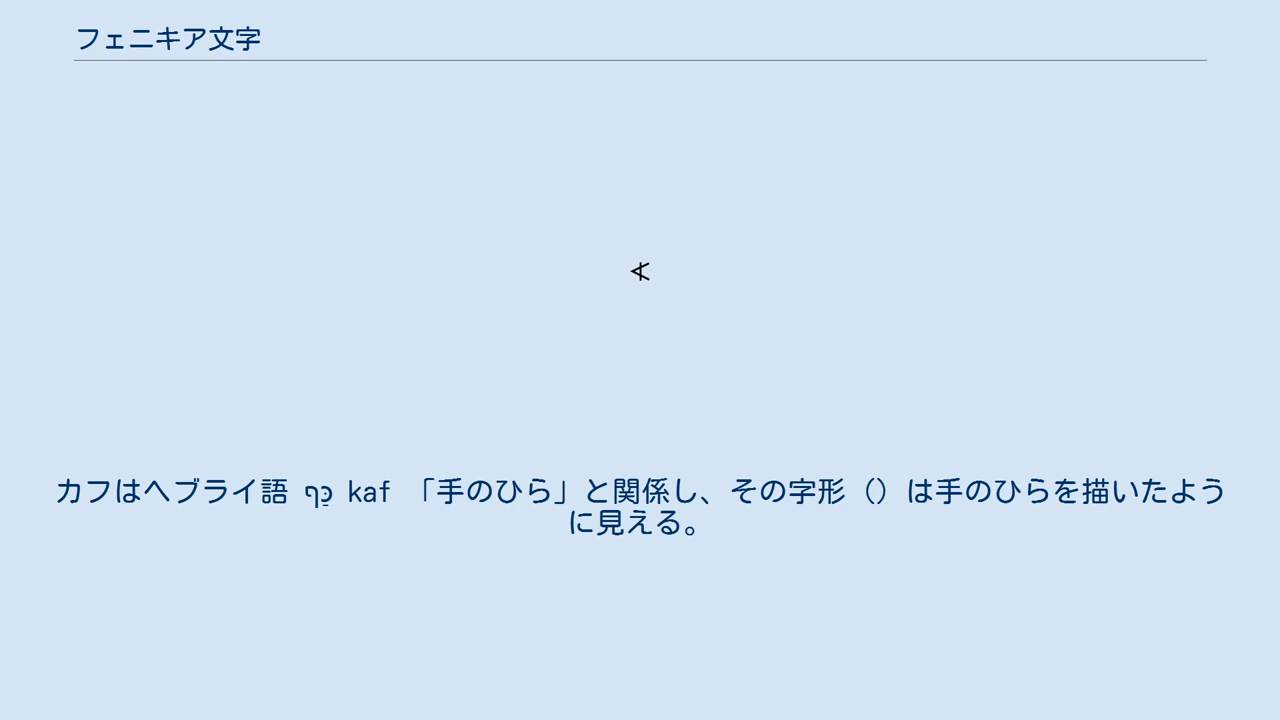 フェニキア文字
𐤀
カフはヘブライ語 כַּף kaf 「手のひら」と関係し、その字形（）は手のひらを描いたよう
に見える。